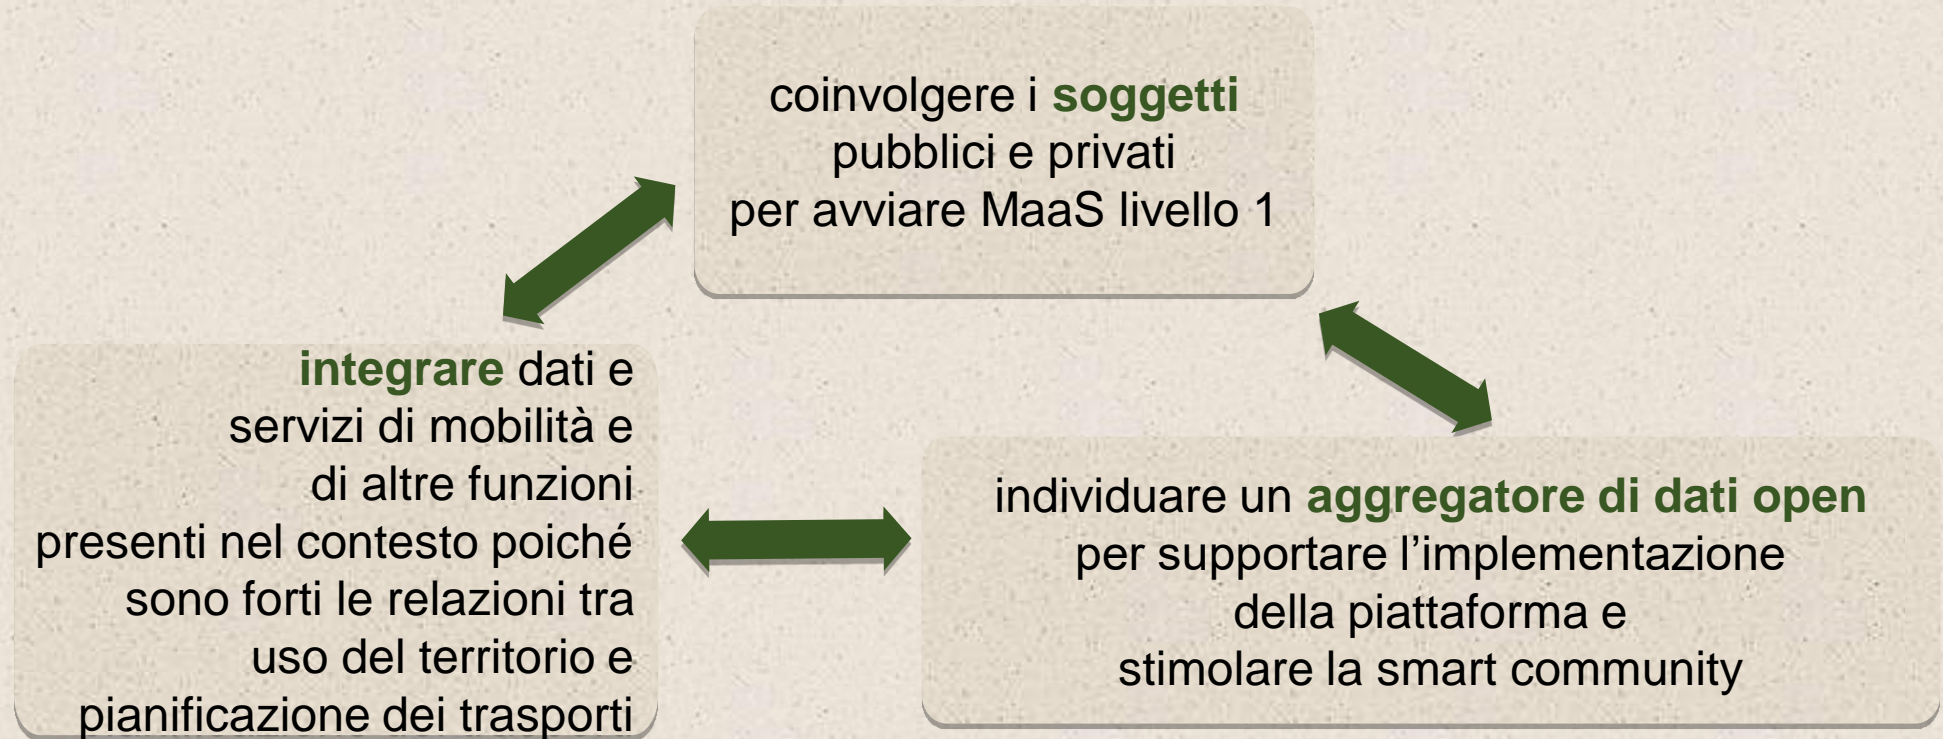 coinvolgere i soggetti
pubblici e privati
per avviare MaaS livello 1
integrare dati e
servizi di mobilità e
di altre funzioni
presenti nel contesto poiché
sono forti le relazioni tra
uso del territorio e
pianificazione dei trasporti
individuare un aggregatore di dati open
per supportare l’implementazione
della piattaforma e
stimolare la smart community